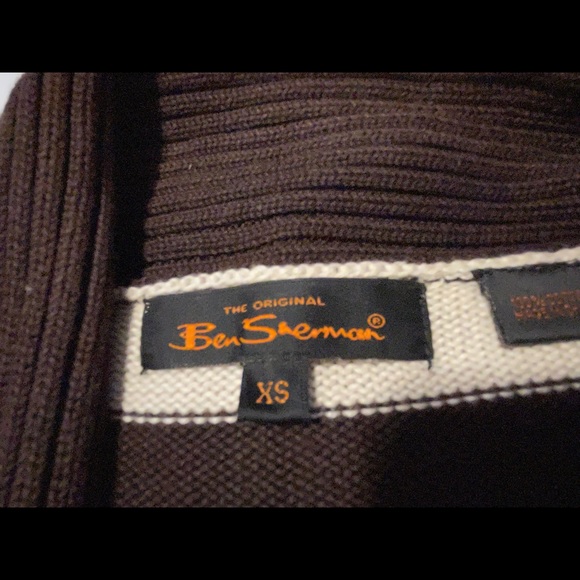 THE ORIGINAL
Ben Sherman®
XS